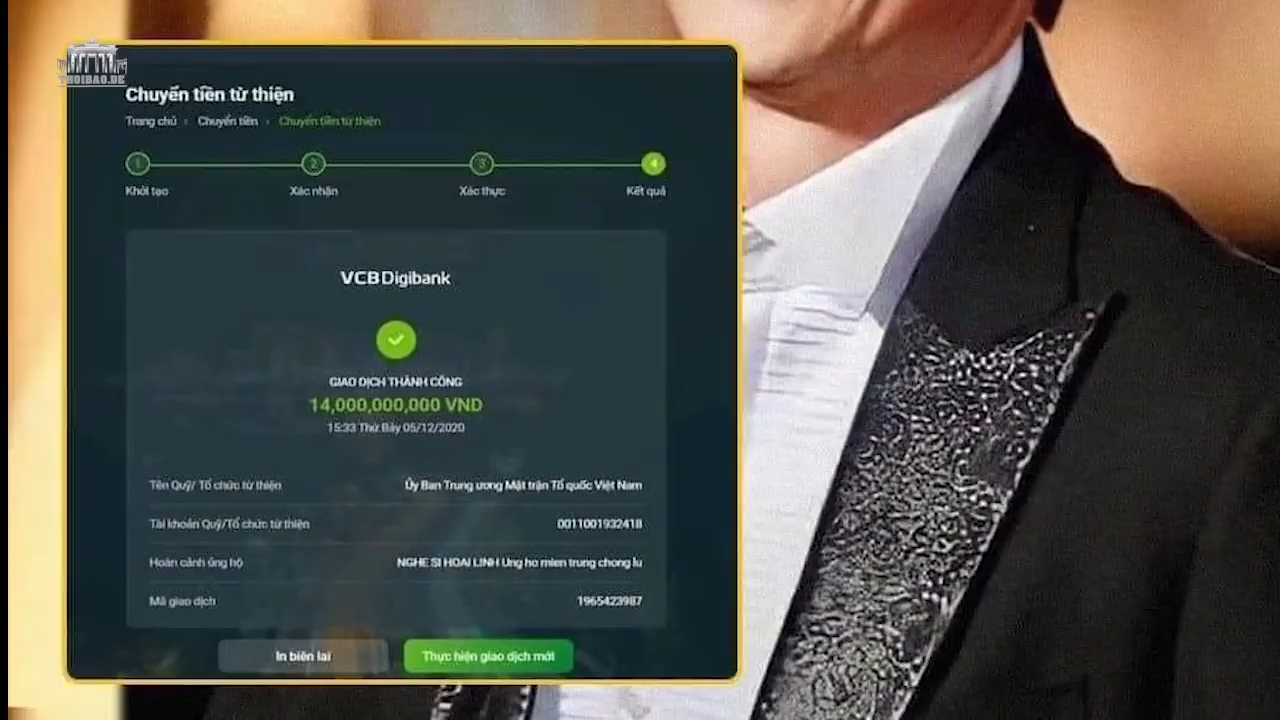 THOIBAO.DE
Chuyển tiền từ thiện
Trang chủ › Chuyển tiền › Chuyển tiền từ thiện
1 2 3 4
Khởi tạo Xác nhận Xác thực Kết quả
VCB Digibank
GIAO DỊCH THÀNH CÔNG
14,000,000,000 VND
15:33 Thứ Bảy 05/12/2020
Tên Quỹ/ Tổ chức từ thiện Ủy Ban Trung ương Mặt trận Tổ quốc Việt Nam
Tài khoản Quỹ/Tổ chức từ thiện 0011001932418
Hoàn cảnh ủng hộ NGHE SI HOAI LINH Ung ho mien trung chong lu
Mã giao dịch 1965423987
In biên lai Thực hiện giao dịch mới